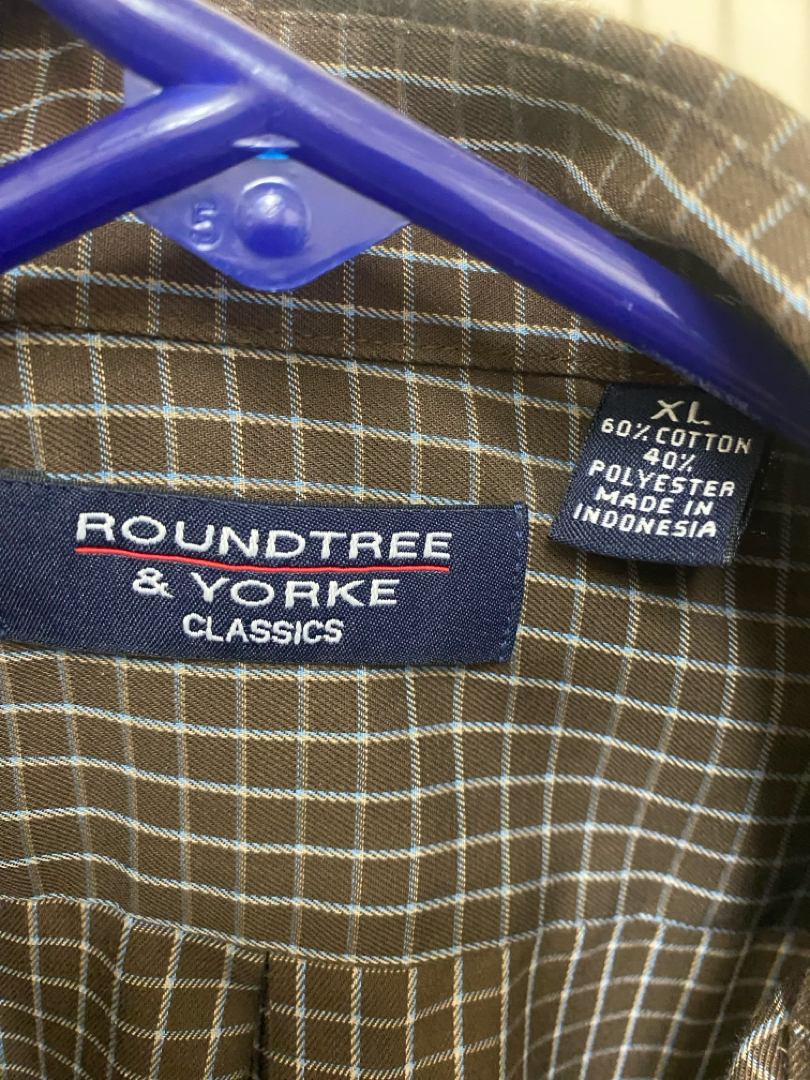 5
XL
60% COTTON
40%
POLYESTER
MADE IN
INDONESIA
ROUNDTREE
& YORKE
CLASSICS